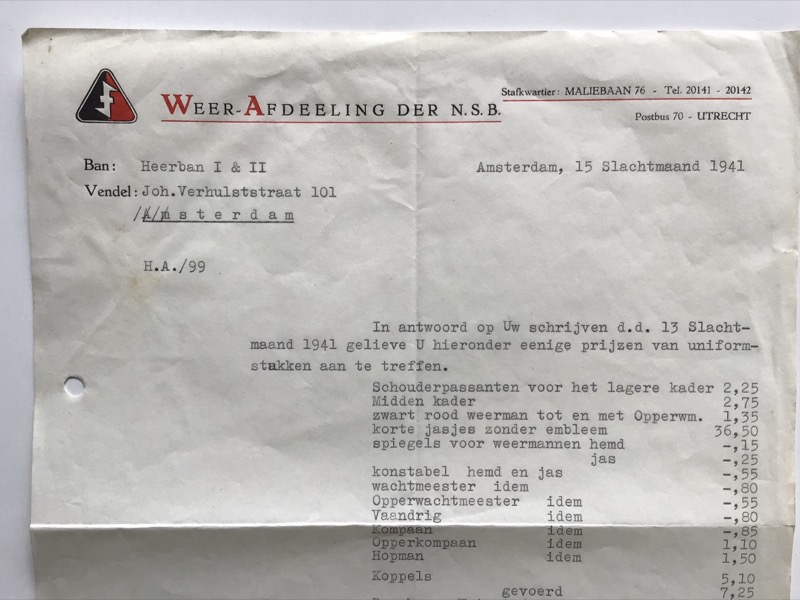 WEER-AFDEELING DER N.S.B.
Stafkwartier: MALIEBAAN 76 - Tel. 20141 - 20142
Postbus 70 - UTRECHT
Ban: Heerban I & II
Amsterdam, 15 Slachtmaand 1941
Vendel: Joh.Verhulststraat 101
/A/m s t e r d a m
H.A./99
In antwoord op Uw schrijven d.d. 13 Slacht-
maand 1941 gelieve U hieronder eenige prijzen van uniform-
stukken aan te treffen.
Schouderpassanten voor het lagere kader 2,25
Midden kader 2,75
zwart rood weerman tot en met Opperwm. 1,35
korte jasjes zonder embleem 36,50
spiegels voor weermannen hemd -,15
jas -,25
konstabel hemd en jas -,55
wachtmeester idem -,80
Opperwachtmeester idem -,55
Vaandrig idem -,80
Kompaan idem -,85
Opperkompaan idem 1,10
Hopman idem 1,50
Koppels 5,10
gevoerd 7,25